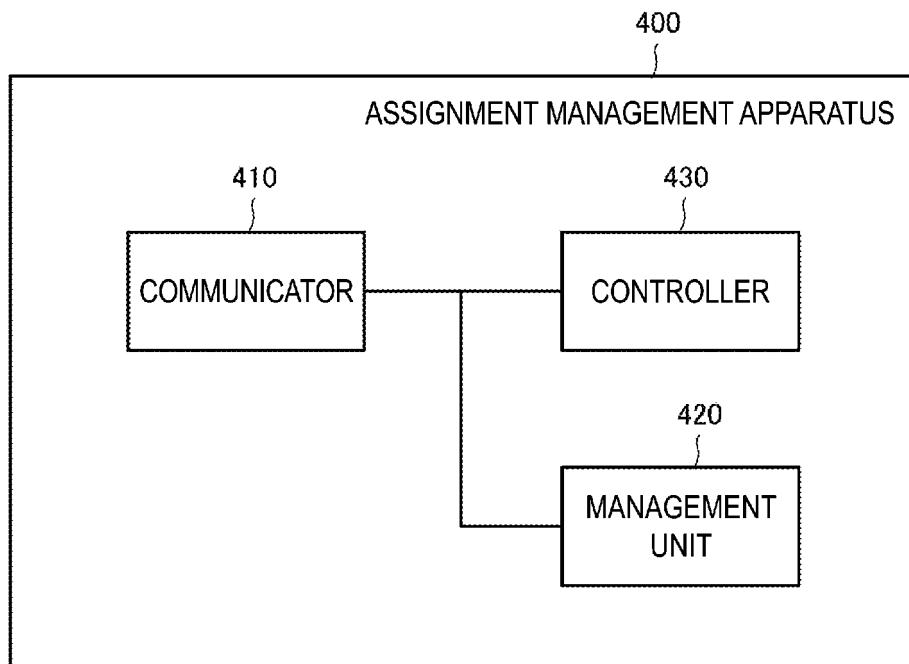 400
ASSIGNMENT MANAGEMENT APPARATUS
410
430
COMMUNICATOR
CONTROLLER
420
MANAGEMENT
UNIT